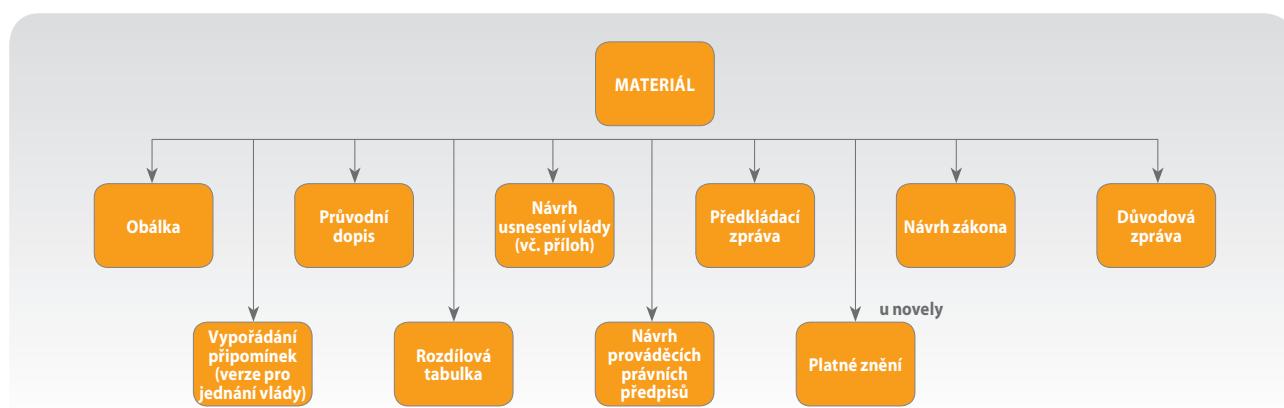 MATERIÁL
Obálka
Průvodní
dopis
Návrh
usnesení vlády
(vč. příloh)
Předkládací
zpráva
Návrh zákona
Důvodová
zpráva
u novely
Vypořádání
připomínek
(verze pro
jednání vlády)
Rozdílová
tabulka
Návrh
prováděcích
právních
předpisů
Platné znění